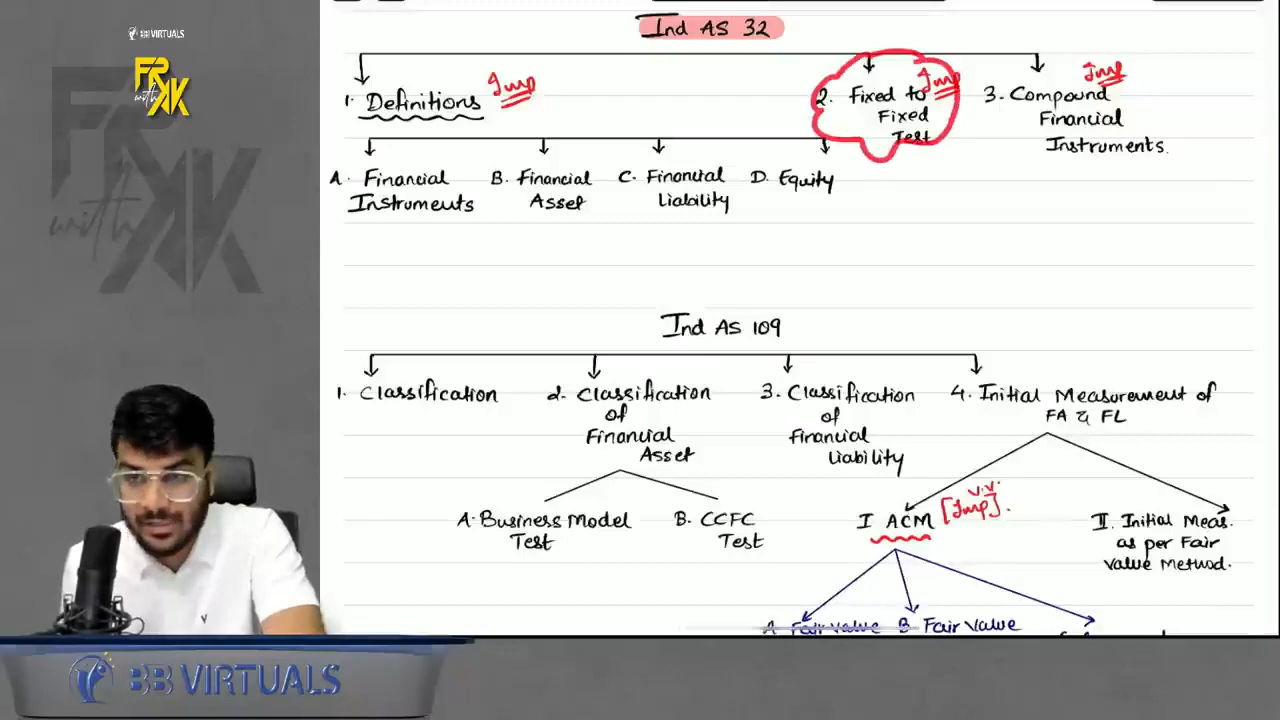 BB VIRTUALS
FR
with
AK
Ind AS 32
1. Definitions Imp
2. Fixed to Fixed Test Imp
3. Compound Financial Instruments. Imp
A. Financial Instruments
B. Financial Asset
C. Financial Liability
D. Equity
Ind AS 109
1. Classification
2. Classification of Financial Asset
3. Classification of Financial Liability
4. Initial Measurement of FA & FL
A. Business Model Test
B. CCFC Test
I ACM [V.V. Imp].
II. Initial Meas. as per Fair Value Method.
A Fair Value
B Fair Value
BB VIRTUALS